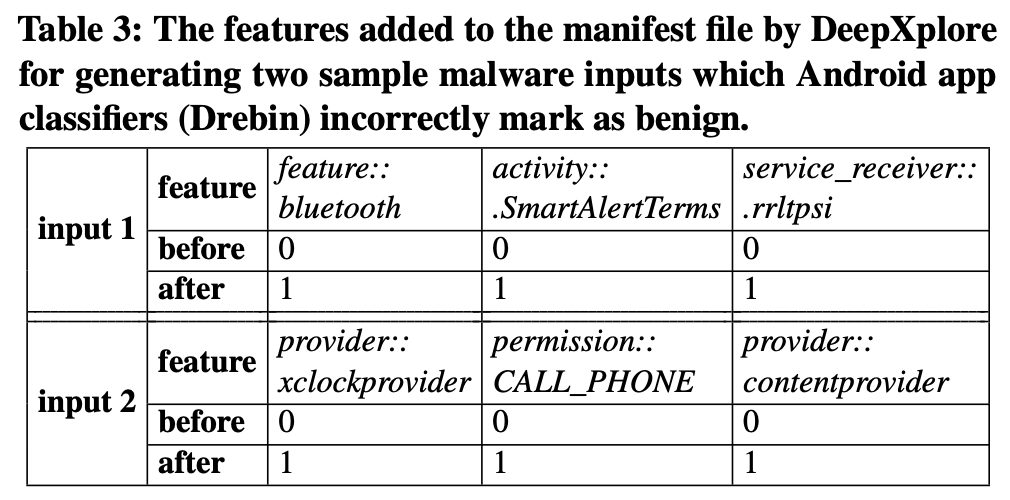 Table 3: The features added to the manifest file by DeepXplore
for generating two sample malware inputs which Android app
classifiers (Drebin) incorrectly mark as benign.
input 1
feature
feature::
bluetooth
activity::
.SmartAlertTerms
service_receiver::
.rrltpsi
before 0 0 0
after 1 1 1
input 2
feature
provider::
xclockprovider
permission::
CALL_PHONE
provider::
contentprovider
before 0 0 0
after 1 1 1